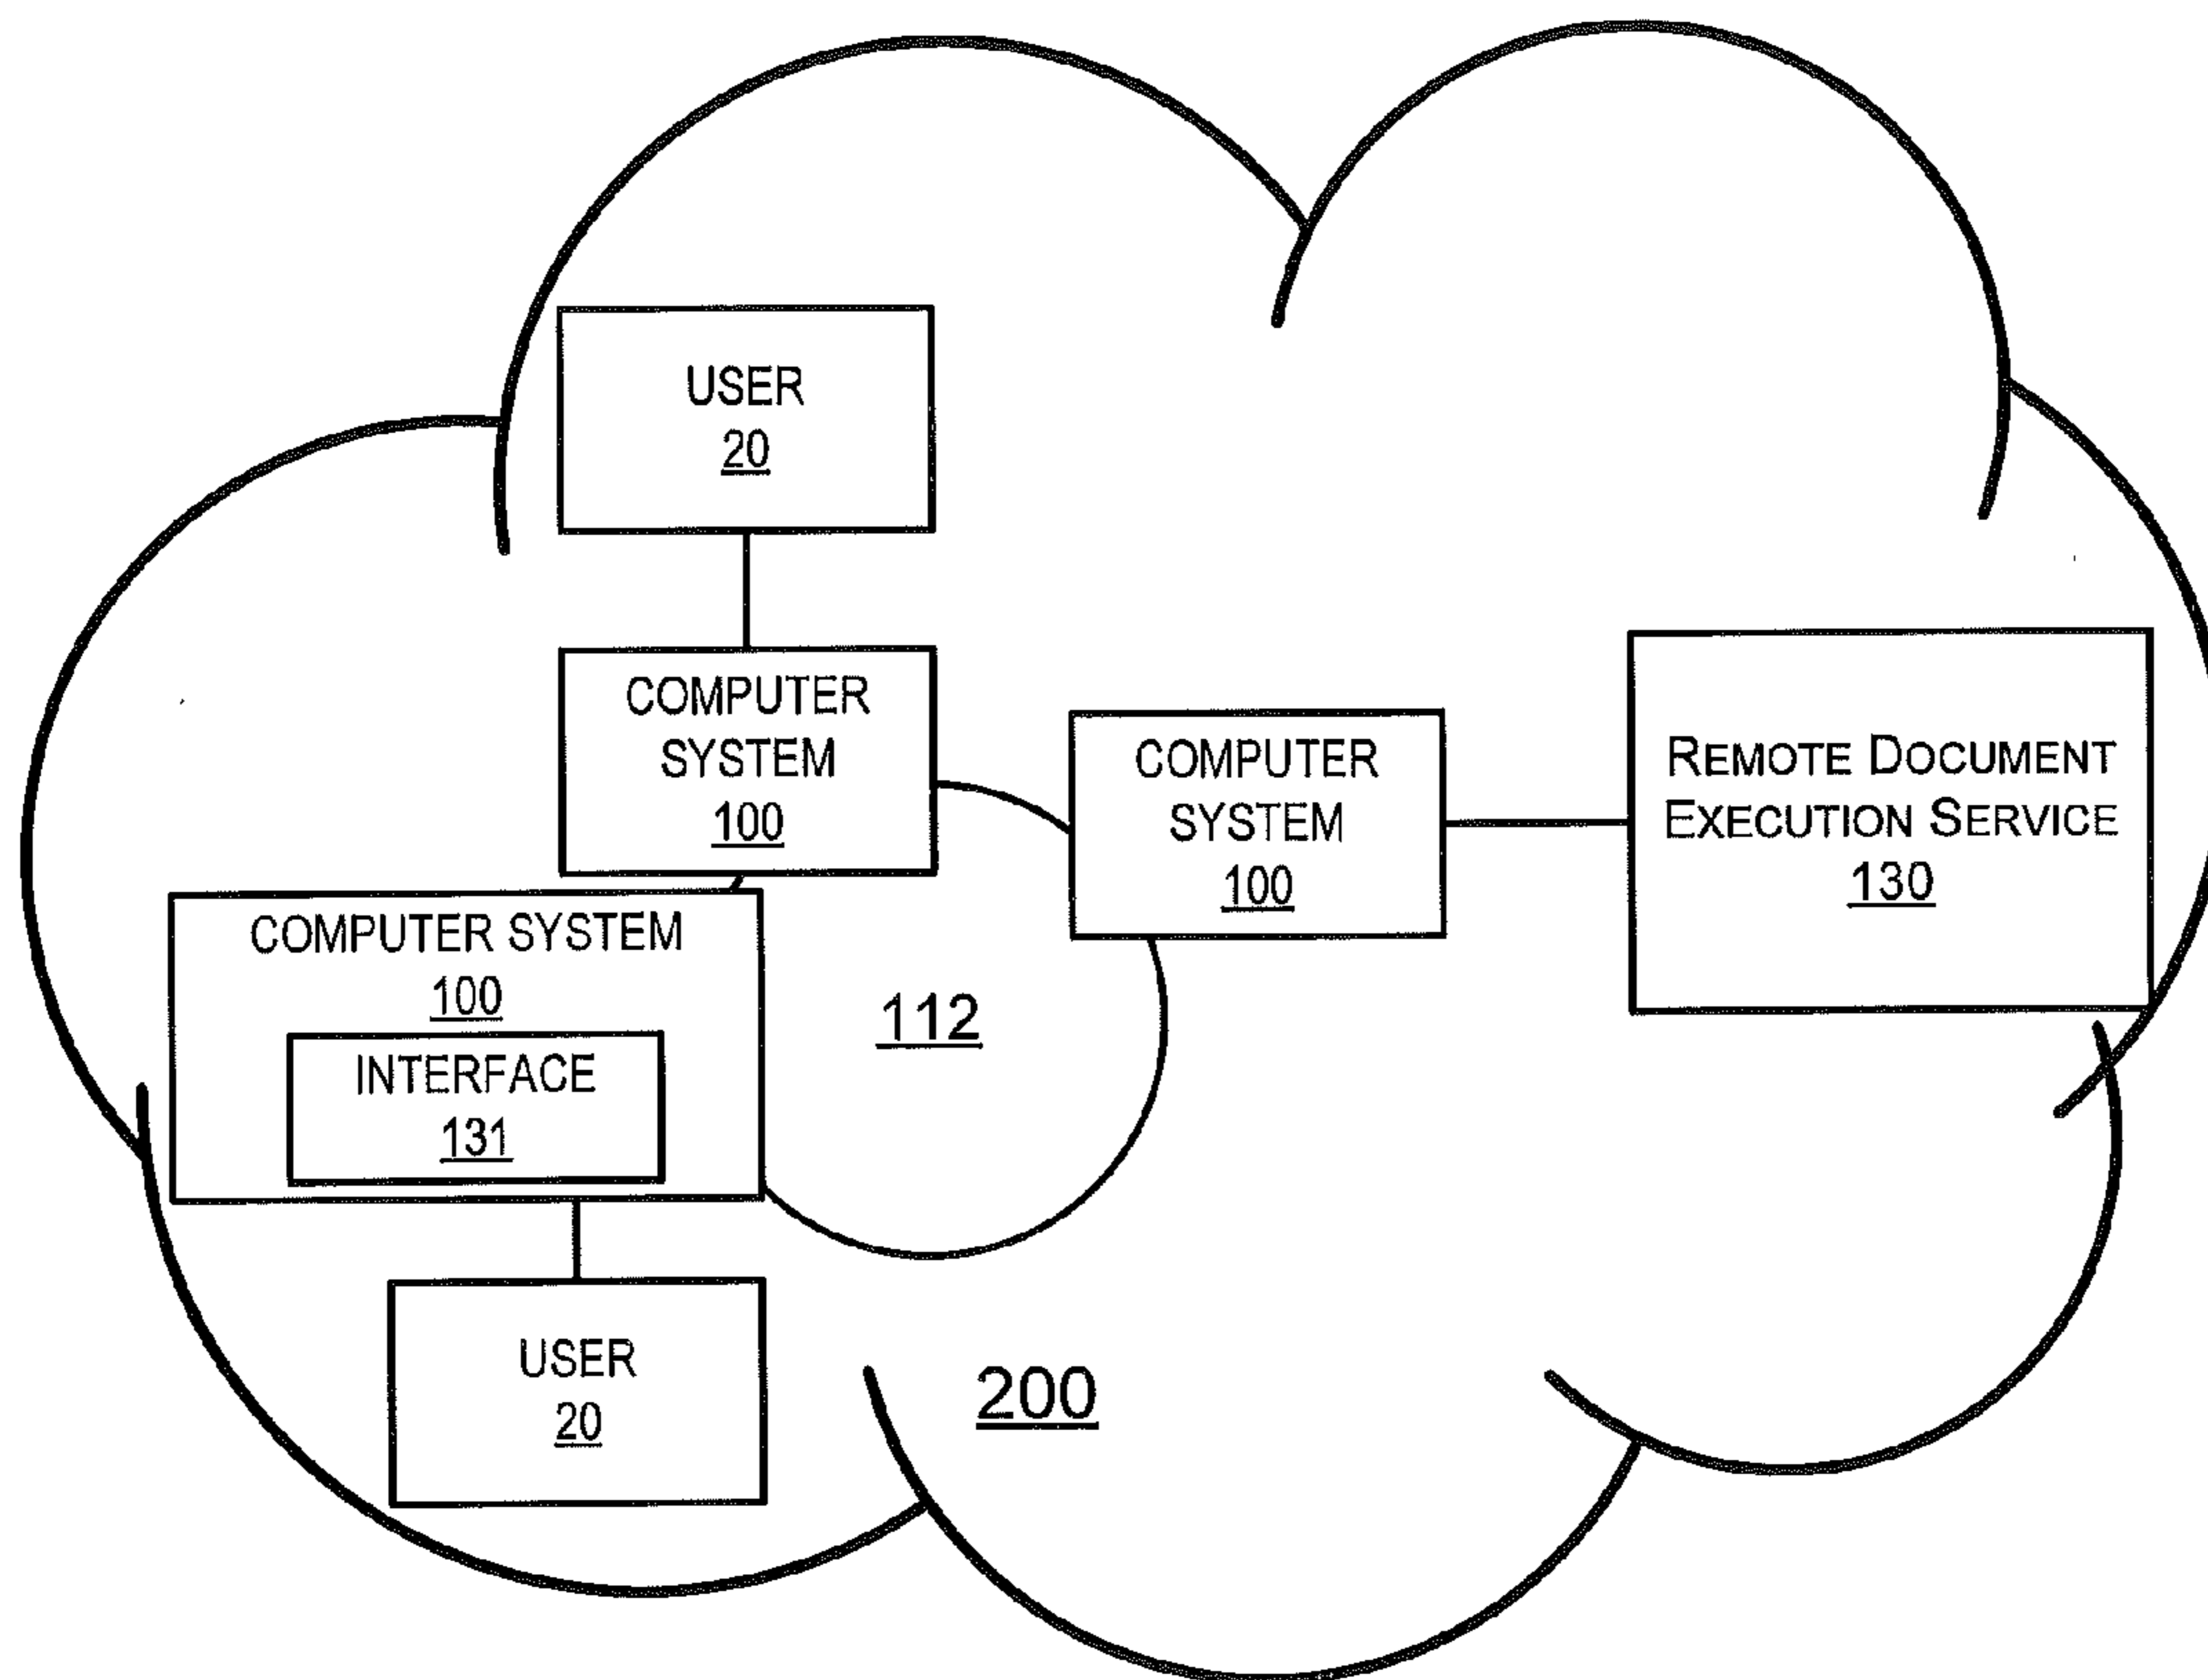 USER
20
COMPUTER
SYSTEM
100
COMPUTER
SYSTEM
100
REMOTE DOCUMENT
EXECUTION SERVICE
130
COMPUTER SYSTEM
100
INTERFACE
131
112
USER
20
200